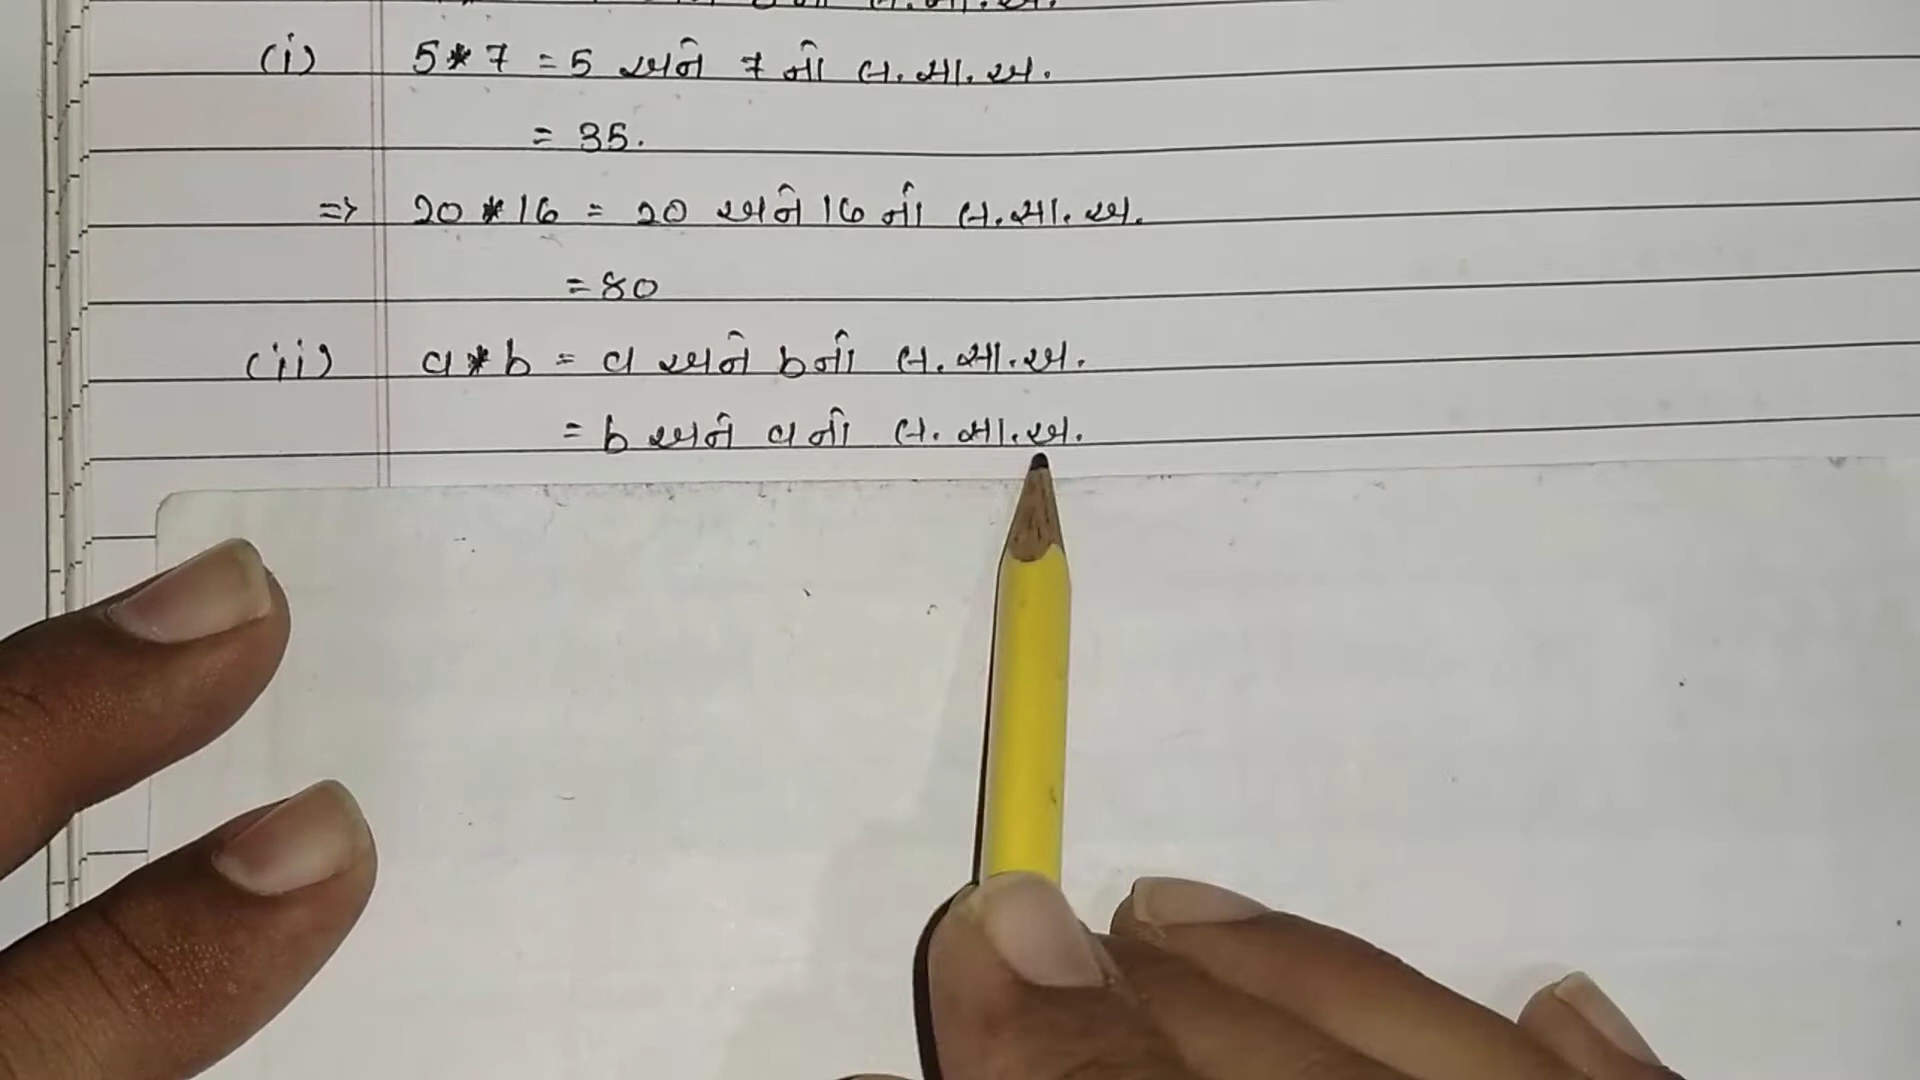 લ.સા.અ.
(i) 5 * 7 = 5 અને 7 નો લ.સા.અ.
= 35.
=> 20 * 16 = 20 અને 16 નો લ.સા.અ.
= 80
(ii) a * b = a અને b નો લ.સા.અ.
= b અને a નો લ.સા.અ.